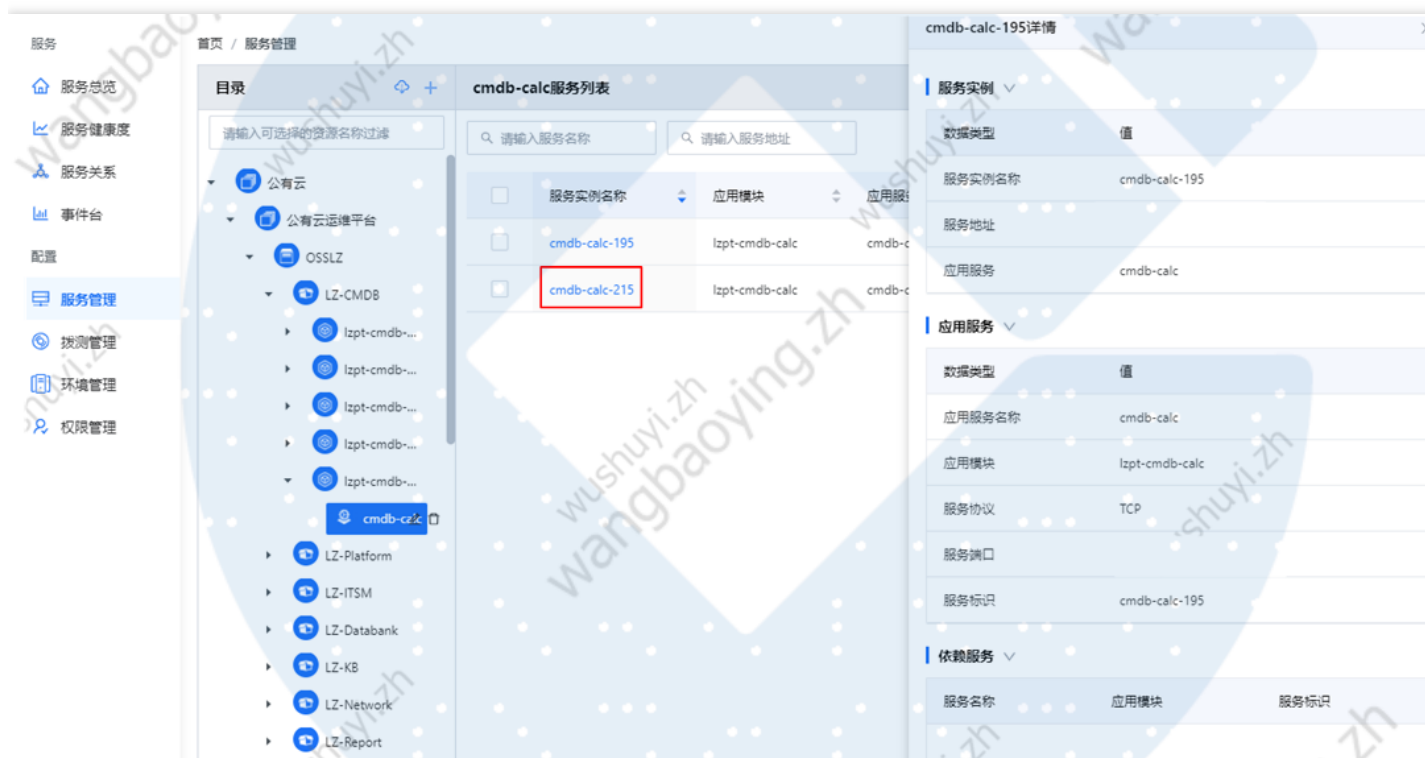 服务
服务总览
服务健康度
服务关系
事件台
配置
服务管理
拨测管理
环境管理
权限管理
首页 / 服务管理
目录
请输入可选择的资源名称过滤
公有云
公有云运维平台
OSSLZ
LZ-CMDB
lzpt-cmdb-...
lzpt-cmdb-...
lzpt-cmdb-...
lzpt-cmdb-...
lzpt-cmdb-...
cmdb-calc
LZ-Platform
LZ-ITSM
LZ-Databank
LZ-KB
LZ-Network
LZ-Report
cmdb-calc服务列表
请输入服务名称 请输入服务地址
服务实例名称 应用模块 应用服
cmdb-calc-195 lzpt-cmdb-calc cmdb-c
cmdb-calc-215 lzpt-cmdb-calc cmdb-c
cmdb-calc-195详情
服务实例
数据类型 值
服务实例名称 cmdb-calc-195
服务地址
应用服务 cmdb-calc
应用服务
数据类型 值
应用服务名称 cmdb-calc
应用模块 lzpt-cmdb-calc
服务协议 TCP
服务端口
服务标识 cmdb-calc-195
依赖服务
服务名称 应用模块 服务标识
wushuyi.zh
wangbaoying.zh